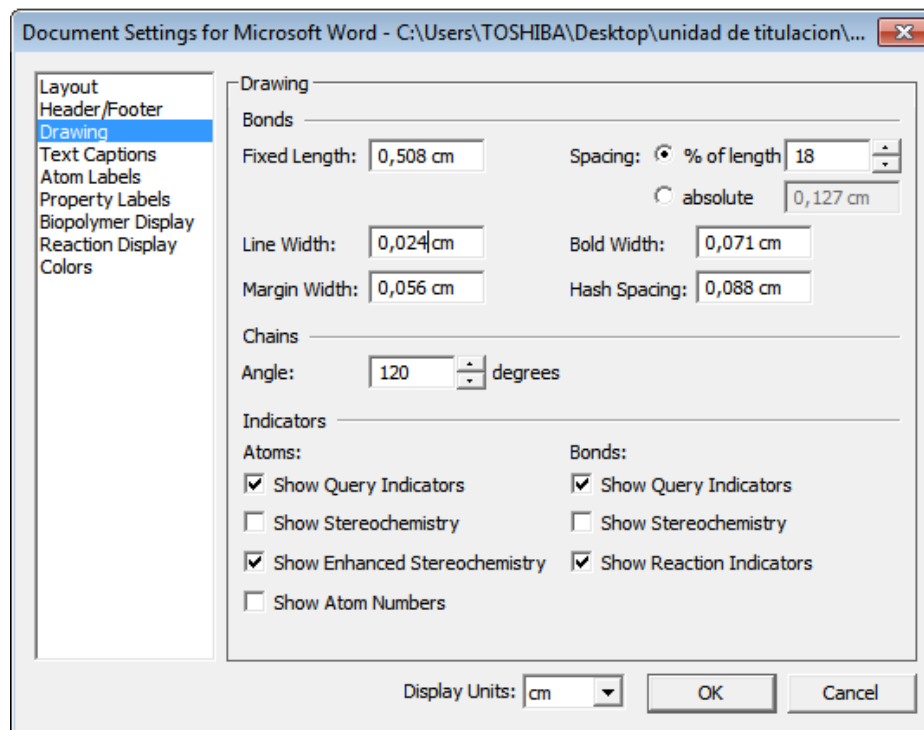 Document Settings for Microsoft Word - C:\Users\TOSHIBA\Desktop\unidad de titulacion\...
Layout
Header/Footer
Drawing
Text Captions
Atom Labels
Property Labels
Biopolymer Display
Reaction Display
Colors
Drawing
Bonds
Fixed Length: 0,508 cm Spacing: % of length 18
absolute 0,127 cm
Line Width: 0,024 cm Bold Width: 0,071 cm
Margin Width: 0,056 cm Hash Spacing: 0,088 cm
Chains
Angle: 120 degrees
Indicators
Atoms: Bonds:
Show Query Indicators Show Query Indicators
Show Stereochemistry Show Stereochemistry
Show Enhanced Stereochemistry Show Reaction Indicators
Show Atom Numbers
Display Units: cm OK Cancel